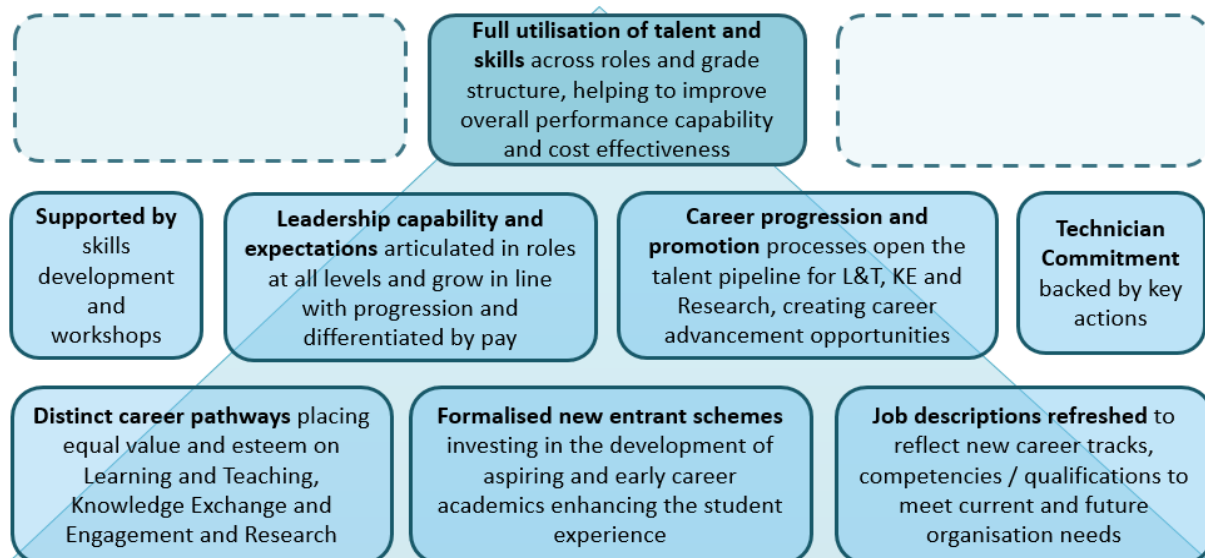 Full utilisation of talent and
skills across roles and grade
structure, helping to improve
overall performance capability
and cost effectiveness
Supported by
skills
development
and
workshops
Leadership capability and
expectations articulated in roles
at all levels and grow in line
with progression and
differentiated by pay
Career progression and
promotion processes open the
talent pipeline for L&T, KE and
Research, creating career
advancement opportunities
Technician
Commitment
backed by key
actions
Distinct career pathways placing
equal value and esteem on
Learning and Teaching,
Knowledge Exchange and
Engagement and Research
Formalised new entrant schemes
investing in the development of
aspiring and early career
academics enhancing the student
experience
Job descriptions refreshed to
reflect new career tracks,
competencies / qualifications to
meet current and future
organisation needs